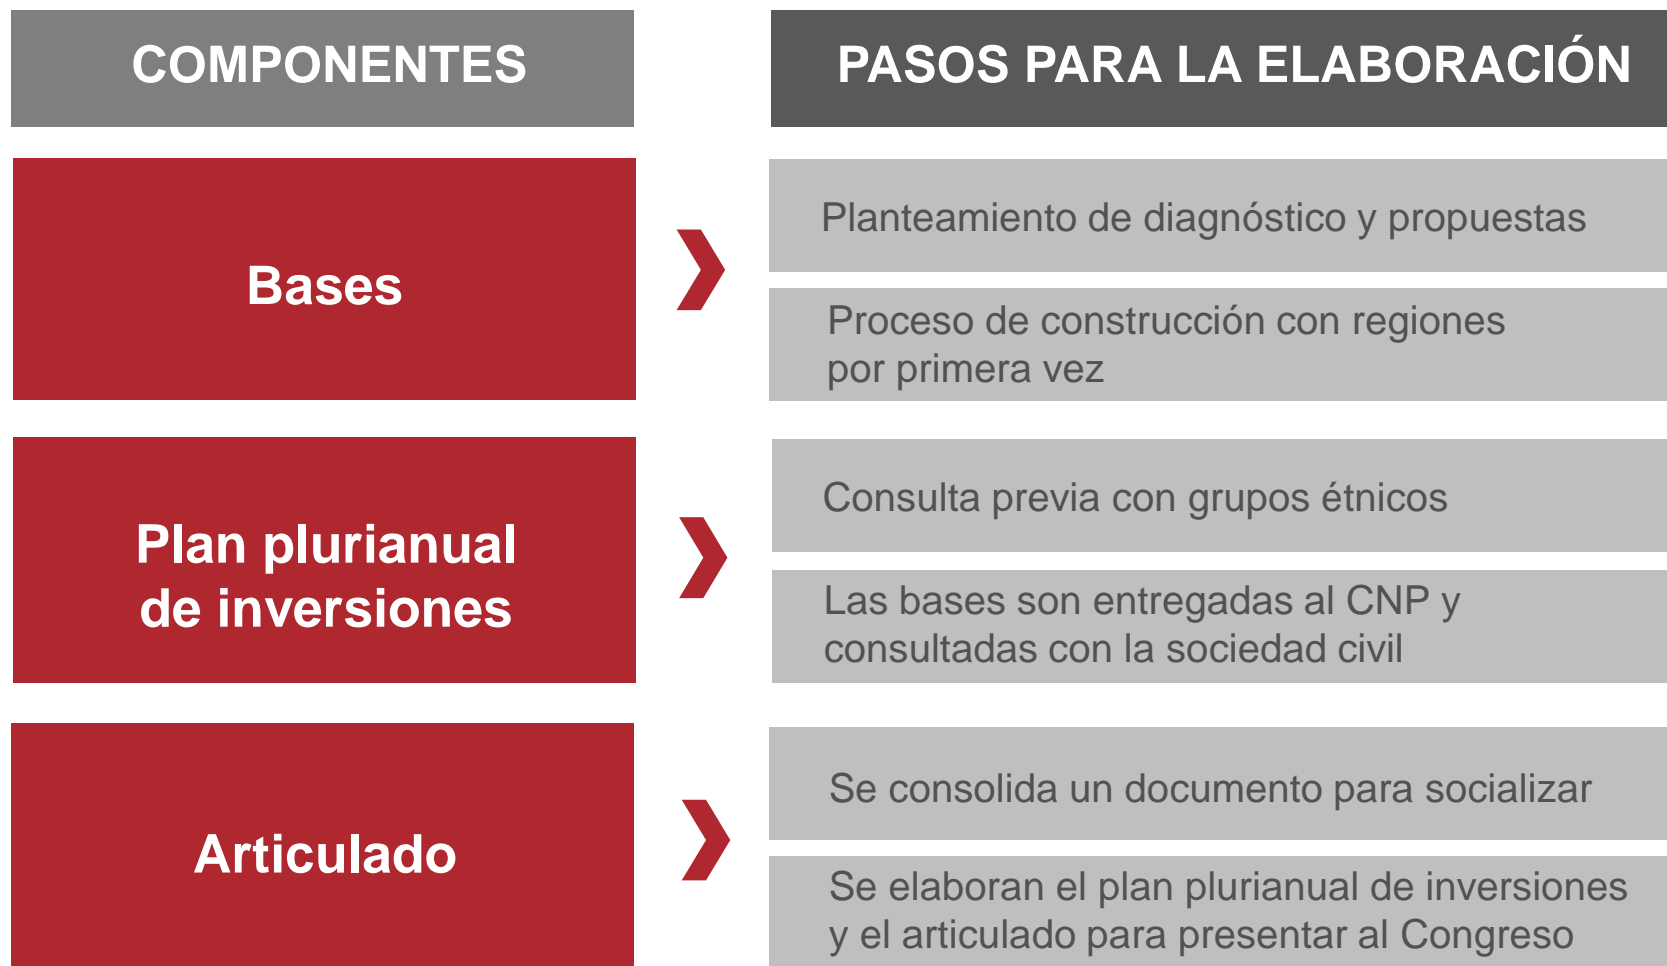 COMPONENTES
PASOS PARA LA ELABORACIÓN
Bases
Planteamiento de diagnóstico y propuestas
Proceso de construcción con regiones
por primera vez
Plan plurianual
de inversiones
Consulta previa con grupos étnicos
Las bases son entregadas al CNP y
consultadas con la sociedad civil
Articulado
Se consolida un documento para socializar
Se elaboran el plan plurianual de inversiones
y el articulado para presentar al Congreso